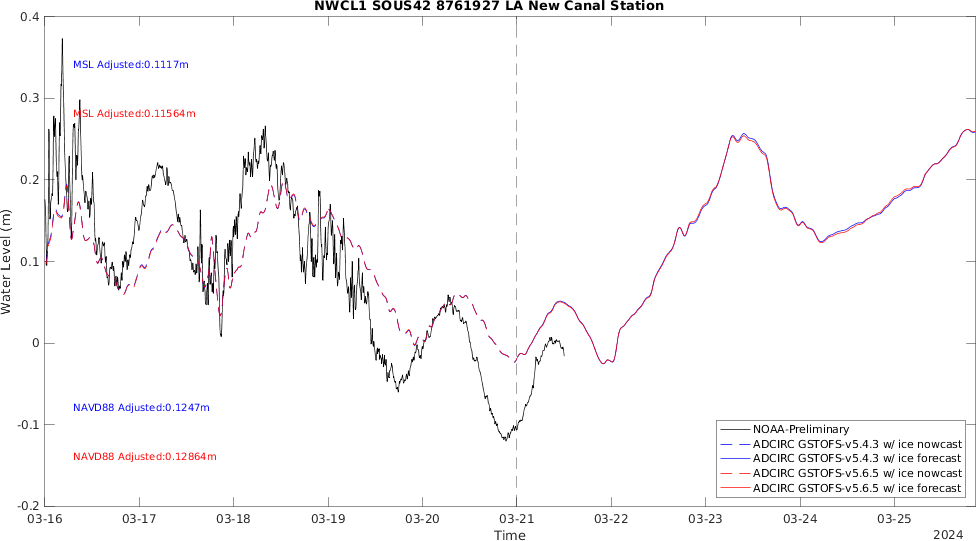 NWCL1 SOUS42 8761927 LA New Canal Station
0.4
0.3
0.2
0.1
0
-0.1
-0.2
Water Level (m)
MSL Adjusted:0.1117m
MSL Adjusted:0.11564m
NAVD88 Adjusted:0.1247m
NAVD88 Adjusted:0.12864m
NOAA-Preliminary
ADCIRC GSTOFS-v5.4.3 w/ ice nowcast
ADCIRC GSTOFS-v5.4.3 w/ ice forecast
ADCIRC GSTOFS-v5.6.5 w/ ice nowcast
ADCIRC GSTOFS-v5.6.5 w/ ice forecast
03-16 03-17 03-18 03-19 03-20 03-21 03-22 03-23 03-24 03-25
Time
2024